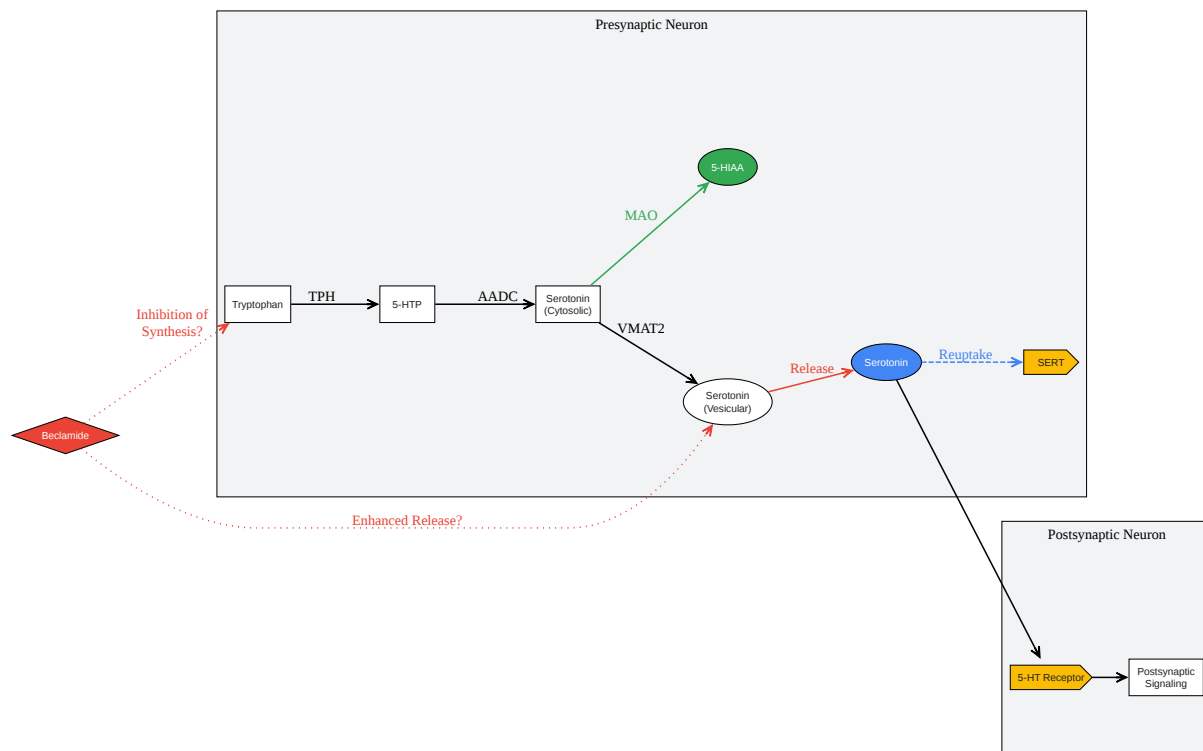 Presynaptic Neuron
5-HIAA
MAO
Tryptophan
TPH
5-HTP
AADC
Serotonin
(Cytosolic)
Inhibition of
Synthesis?
VMAT2
Release
Serotonin
Reuptake
SERT
Serotonin
(Vesicular)
Beclamide
Enhanced Release?
Postsynaptic Neuron
5-HT Receptor
Postsynaptic
Signaling